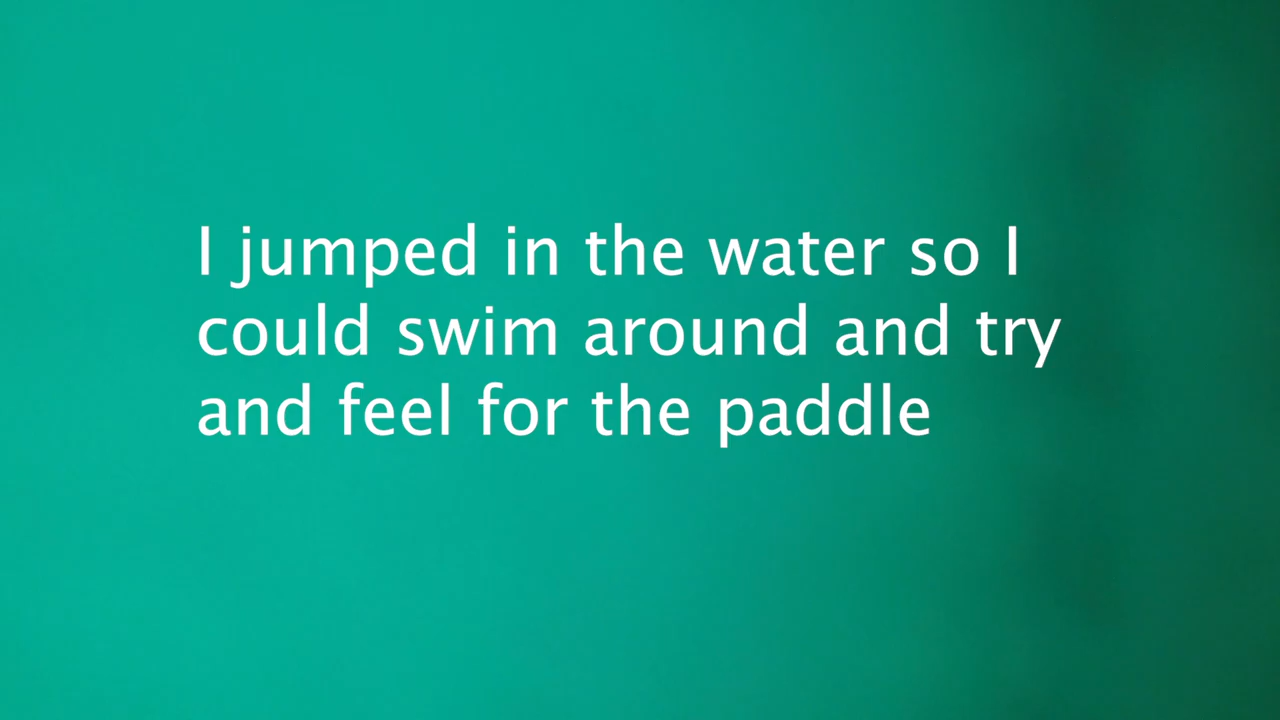 I jumped in the water so I
could swim around and try
and feel for the paddle